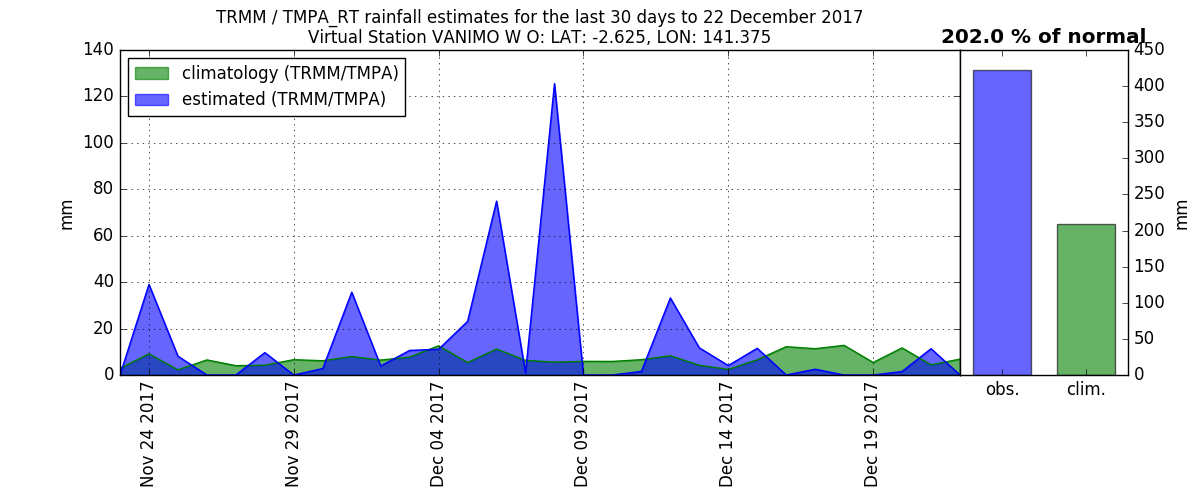 TRMM / TMPA_RT rainfall estimates for the last 30 days to 22 December 2017
Virtual Station VANIMO W O: LAT: -2.625, LON: 141.375
202.0 % of normal
climatology (TRMM/TMPA)
estimated (TRMM/TMPA)
140
120
100
80
60
40
20
0
mm
Nov 24 2017
Nov 29 2017
Dec 04 2017
Dec 09 2017
Dec 14 2017
Dec 19 2017
obs.
clim.
450
400
350
300
250
200
150
100
50
0
mm